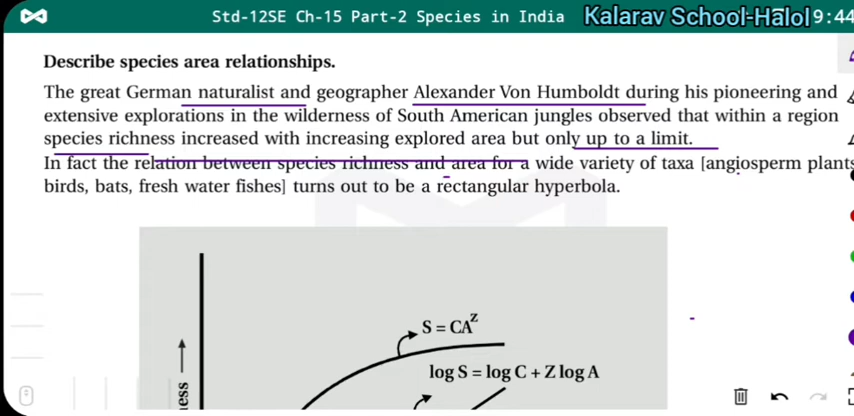 Std-12SE Ch-15 Part-2 Species in India Kalarav School-Halol 9:44
Describe species area relationships.
The great German naturalist and geographer Alexander Von Humboldt during his pioneering and
extensive explorations in the wilderness of South American jungles observed that within a region
species richness increased with increasing explored area but only up to a limit.
In fact the relation between species richness and area for a wide variety of taxa [angiosperm plants
birds, bats, fresh water fishes] turns out to be a rectangular hyperbola.
S = CA^Z
log S = log C + Z log A
ness